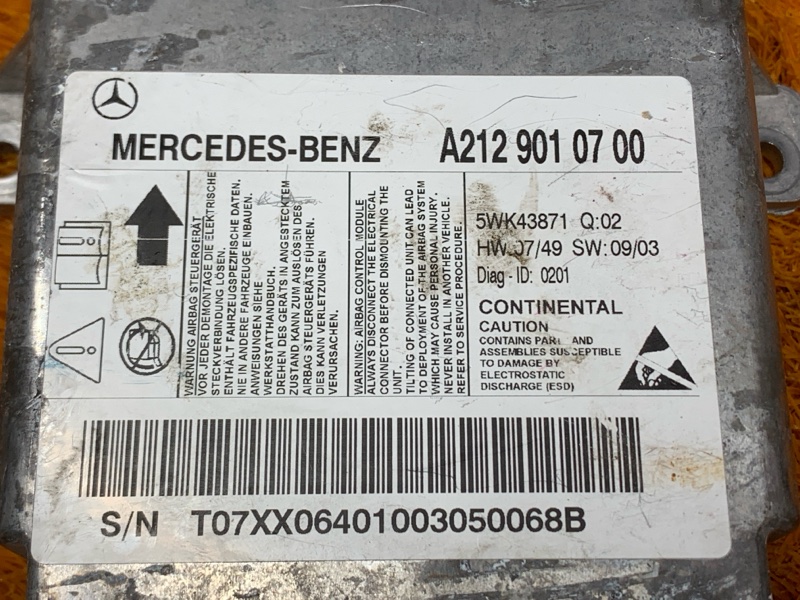 MERCEDES-BENZ A212 901 07 00
WARNUNG AIRBAG STEUERGERÄT
VOR JEDER DEMONTAGE DIE ELEKTRISCHE
STECKVERBINDUNG LÖSEN.
ENTHÄLT FAHRZEUGSPEZIFISCHE DATEN.
NIE IN ANDERE FAHRZEUGE EINBAUEN.
ANWEISUNGEN SIEHE
WERKSTATTHANDBUCH.
DREHEN DES GERÄTS IN ANGESTECKTEM
ZUSTAND KANN ZUM AUSLÖSEN DES
AIRBAG STEUERGERÄTS FÜHREN.
DIES KANN VERLETZUNGEN
VERURSACHEN.
WARNING: AIRBAG CONTROL MODULE
ALWAYS DISCONNECT THE ELECTRICAL
CONNECTOR BEFORE DISMOUNTING THE
UNIT.
TILTING OF CONNECTED UNIT CAN LEAD
TO DEPLOYMENT OF THE AIRBAG SYSTEM
WHICH MAY CAUSE PERSONAL INJURY.
NEVER INSTALL IN ANOTHER VEHICLE.
REFER TO SERVICE PROCEDURE.
5WK43871 Q:02
HW:07/49 SW:09/03
Diag - ID: 0201
CONTINENTAL
CAUTION
CONTAINS PART AND
ASSEMBLIES SUSCEPTIBLE
TO DAMAGE BY
ELECTROSTATIC
DISCHARGE (ESD)
S/N T07XX06401003050068B